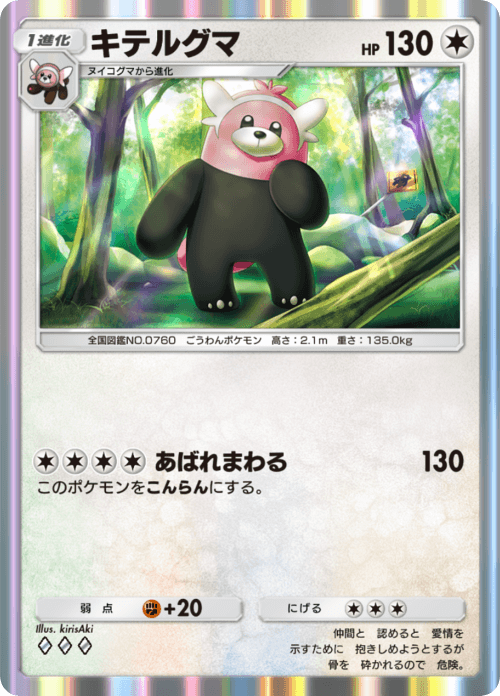 1進化
キテルグマ
HP 130
ヌイコグマから進化
全国図鑑NO.0760 ごうわんポケモン 高さ:2.1m 重さ:135.0kg
あばれまわる 130
このポケモンをこんらんにする。
弱点 +20 にげる
Illus. kirisAki
仲間と 認めると 愛情を
示すために 抱きしめようとするが
骨を 砕かれるので 危険。